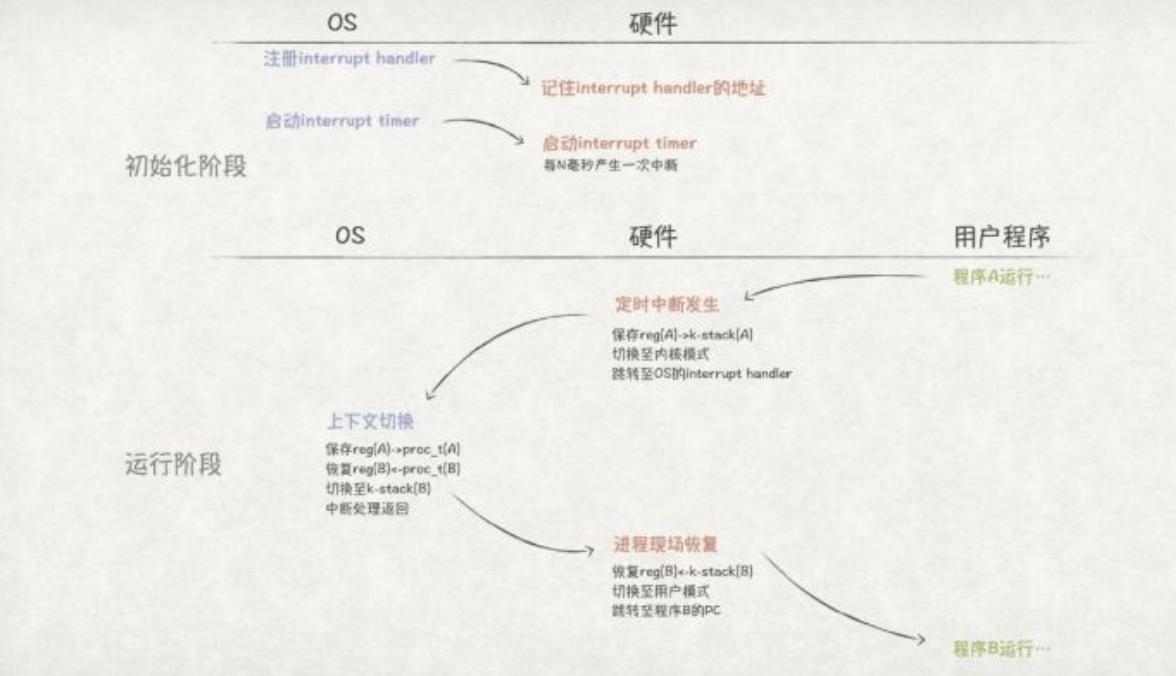 OS
硬件
注册interrupt handler
记住interrupt handler的地址
启动interrupt timer
启动interrupt timer
每N毫秒产生一次中断
初始化阶段
OS
硬件
用户程序
程序A运行…
定时中断发生
保存reg(A)->k-stack(A)
切换至内核模式
跳转至OS的interrupt handler
上下文切换
保存reg(A)->proc_t(A)
恢复reg(B)<-proc_t(B)
切换至k-stack(B)
中断处理返回
运行阶段
进程现场恢复
恢复reg(B)<-k-stack(B)
切换至用户模式
跳转至程序B的PC
程序B运行…